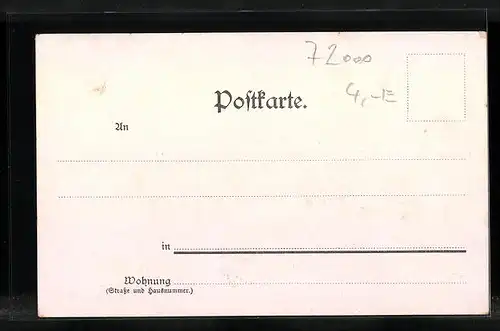 72000
4,-E
Poſtkarte.
An
in
Wohnung
(Straße und Hausnummer.)